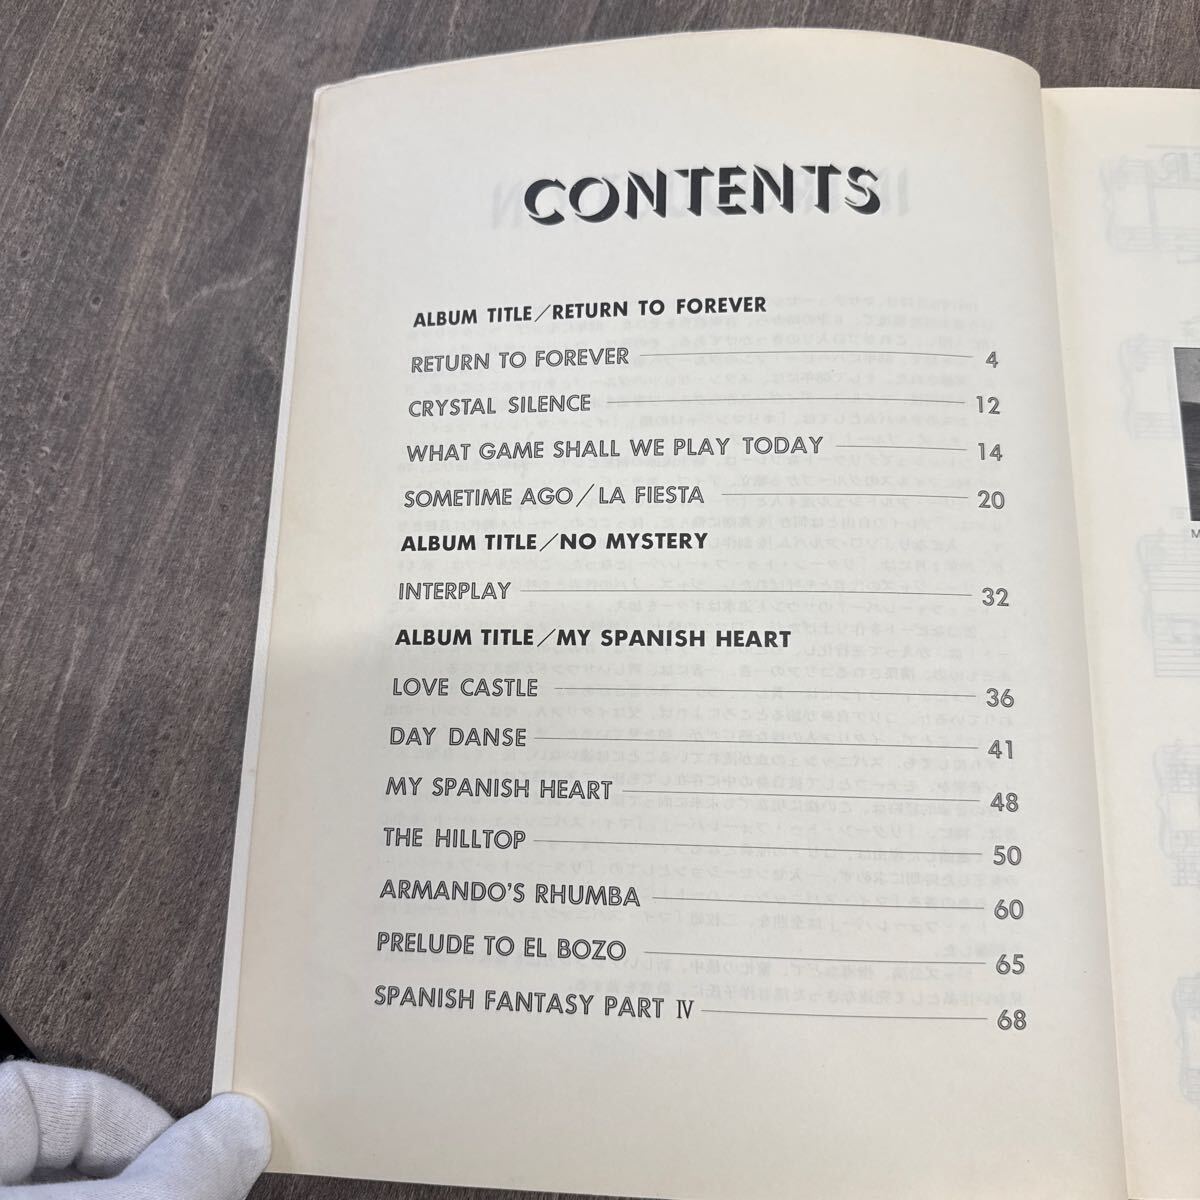 CONTENTS
ALBUM TITLE/RETURN TO FOREVER
RETURN TO FOREVER 4
CRYSTAL SILENCE 12
WHAT GAME SHALL WE PLAY TODAY 14
SOMETIME AGO/LA FIESTA 20
ALBUM TITLE/NO MYSTERY
INTERPLAY 32
ALBUM TITLE/MY SPANISH HEART
LOVE CASTLE 36
DAY DANSE 41
MY SPANISH HEART 48
THE HILLTOP 50
ARMANDO'S RHUMBA 60
PRELUDE TO EL BOZO 65
SPANISH FANTASY PART IV 68